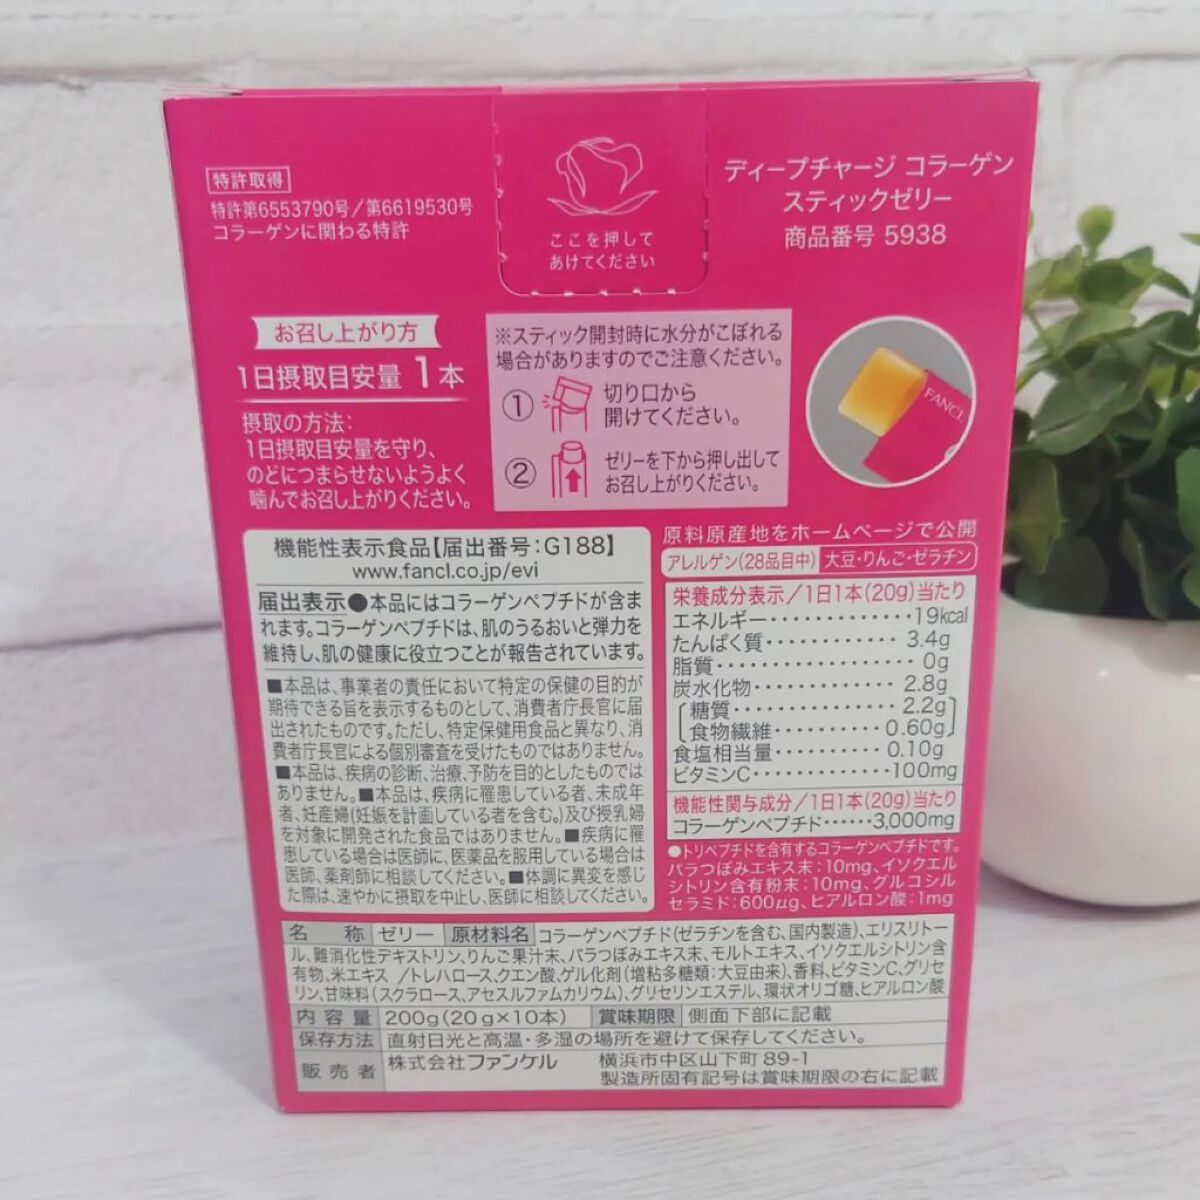 特許取得
特許第6553790号／第6619530号
コラーゲンに関わる特許
ここを押して
あけてください
ディープチャージ コラーゲン
スティックゼリー
商品番号 5938
お召し上がり方
1日摂取目安量 1本
摂取の方法:
1日摂取目安量を守り、
のどにつまらせないようよく
噛んでお召し上がりください。
※スティック開封時に水分がこぼれる
場合がありますのでご注意ください。
① 切り口から
開けてください。
② ゼリーを下から押し出して
お召し上がりください。
FANCL
機能性表示食品【届出番号:G188】
www.fancl.co.jp/evi
届出表示●本品にはコラーゲンペプチドが含ま
れます。コラーゲンペプチドは、肌のうるおいと弾力を
維持し、肌の健康に役立つことが報告されています。
■本品は、事業者の責任において特定の保健の目的が
期待できる旨を表示するものとして、消費者庁長官に届
出されたものです。ただし、特定保健用食品と異なり、消
費者庁長官による個別審査を受けたものではありません。
■本品は、疾病の診断、治療、予防を目的としたものでは
ありません。■本品は、疾病に罹患している者、未成年
者、妊産婦(妊娠を計画している者を含む。)及び授乳婦
を対象に開発された食品ではありません。■疾病に罹
患している場合は医師に、医薬品を服用している場合は
医師、薬剤師に相談してください。■体調に異変を感じ
た際は、速やかに摂取を中止し、医師に相談してください。
原料原産地をホームページで公開
アレルゲン(28品目中) 大豆・りんご・ゼラチン
栄養成分表示／1日1本(20g)当たり
エネルギー・・・・・・・・・・・・19kcal
たんぱく質・・・・・・・・・・・・3.4g
脂質・・・・・・・・・・・・・・・・・・0g
炭水化物・・・・・・・・・・・・・2.8g
糖質・・・・・・・・・・・・・・・2.2g
食物繊維・・・・・・・・・・0.60g
食塩相当量・・・・・・・・・・・0.10g
ビタミンC・・・・・・・・・・・・100mg
機能性関与成分／1日1本(20g)当たり
コラーゲンペプチド・・・・・・3,000mg
●トリペプチドを含有するコラーゲンペプチドです。
バラつぼみエキス末:10mg、イソクエル
シトリン含有粉末:10mg、グルコシル
セラミド:600μg、ヒアルロン酸:1mg
名 称 ゼリー 原材料名 コラーゲンペプチド(ゼラチンを含む、国内製造)、エリスリトー
ル、難消化性デキストリン、りんご果汁末、バラつぼみエキス末、モルトエキス、イソクエルシトリン含
有物、米エキス ／トレハロース、クエン酸、ゲル化剤(増粘多糖類:大豆由来)、香料、ビタミンC、グリセ
リン、甘味料(スクラロース、アセスルファムカリウム)、グリセリンエステル、環状オリゴ糖、ヒアルロン酸
内 容 量 200g(20g×10本) 賞味期限 側面下部に記載
保存方法 直射日光と高温・多湿の場所を避けて保存してください。
販 売 者 株式会社ファンケル 横浜市中区山下町 89-1
製造所固有記号は賞味期限の右に記載